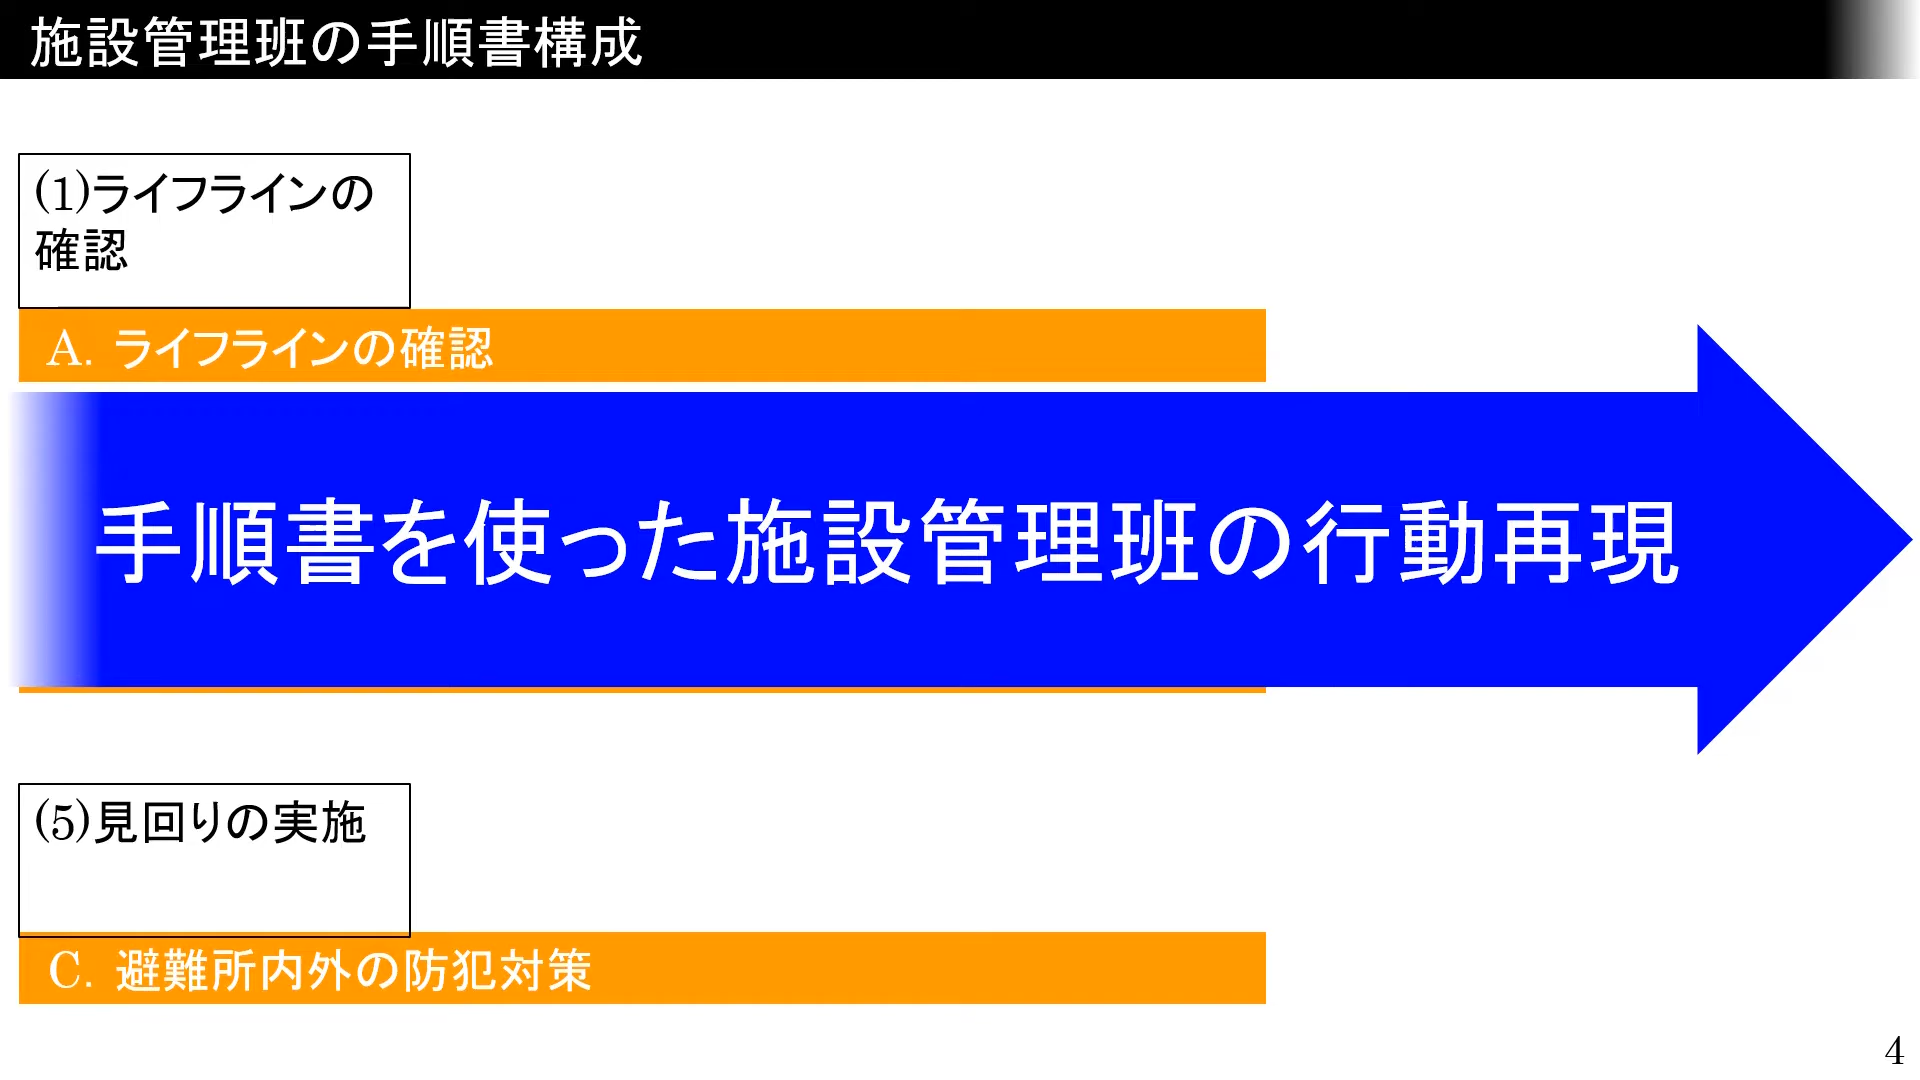 施設管理班の手順書構成
(1)ライフラインの
確認
A. ライフラインの確認
手順書を使った施設管理班の行動再現
(5)見回りの実施
C. 避難所内外の防犯対策
4